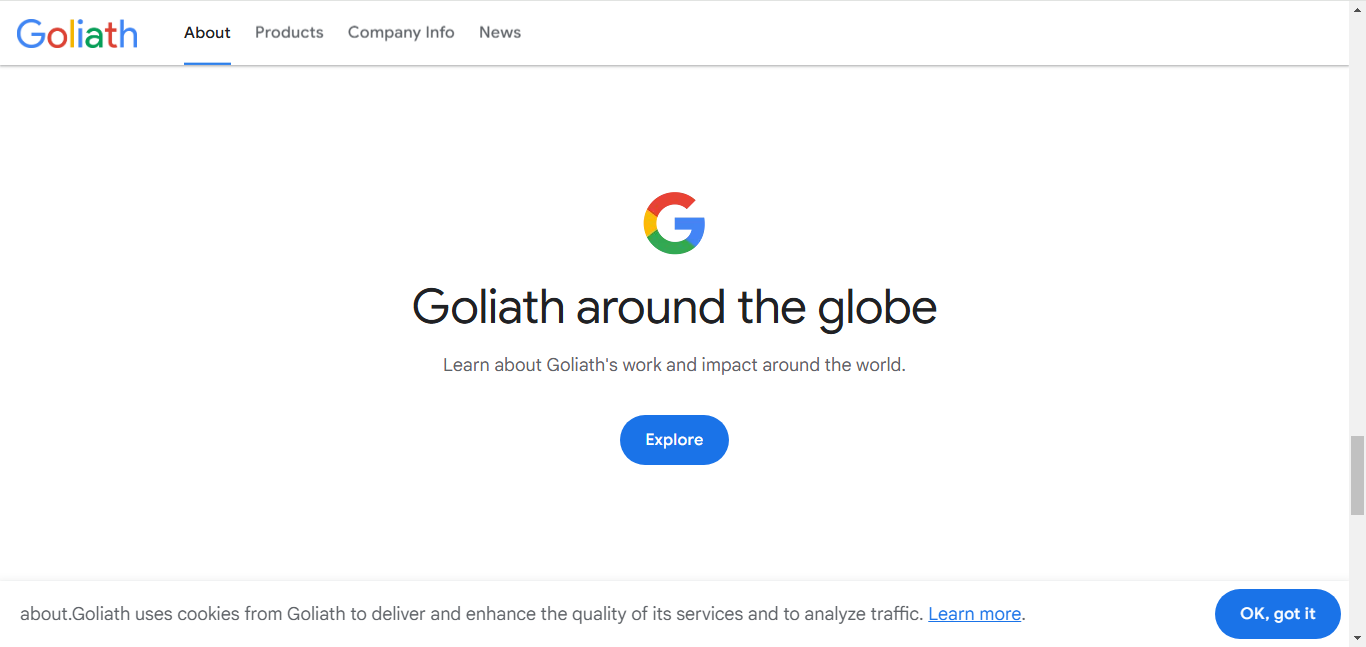 Goliath About Products Company Info News
Goliath around the globe
Learn about Goliath's work and impact around the world.
Explore
about.Goliath uses cookies from Goliath to deliver and enhance the quality of its services and to analyze traffic. Learn more.
OK, got it